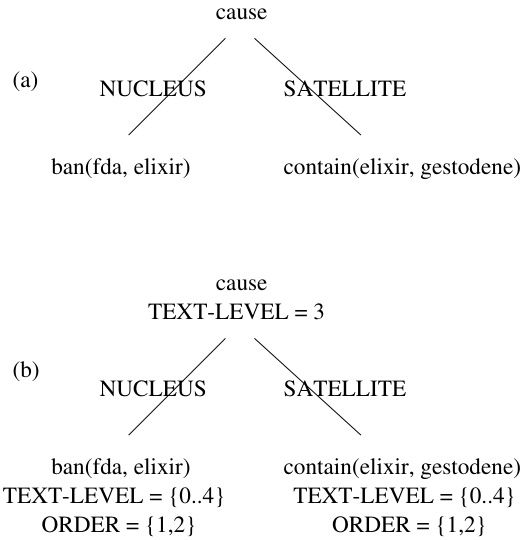 cause
(a)
NUCLEUS SATELLITE
ban(fda, elixir) contain(elixir, gestodene)
cause
TEXT-LEVEL = 3
(b)
NUCLEUS SATELLITE
ban(fda, elixir) contain(elixir, gestodene)
TEXT-LEVEL = {0..4} TEXT-LEVEL = {0..4}
ORDER = {1,2} ORDER = {1,2}